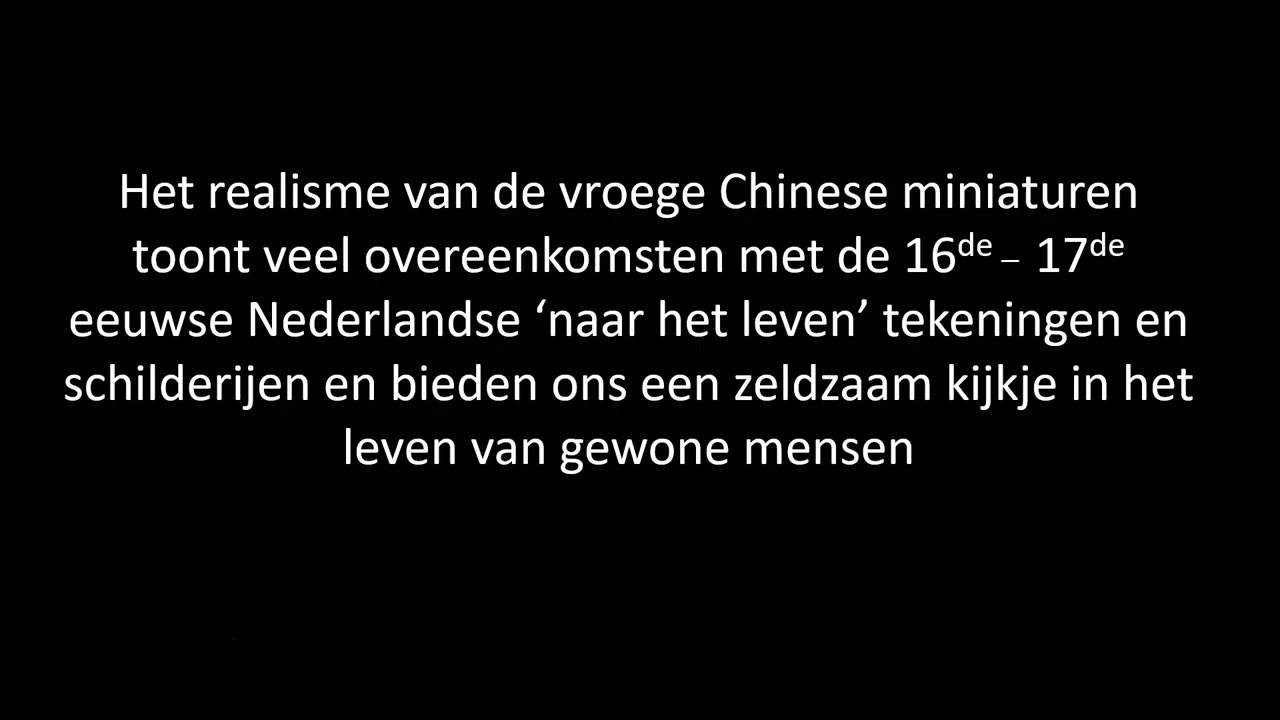 Het realisme van de vroege Chinese miniaturen
toont veel overeenkomsten met de 16de – 17de
eeuwse Nederlandse ‘naar het leven’ tekeningen en
schilderijen en bieden ons een zeldzaam kijkje in het
leven van gewone mensen